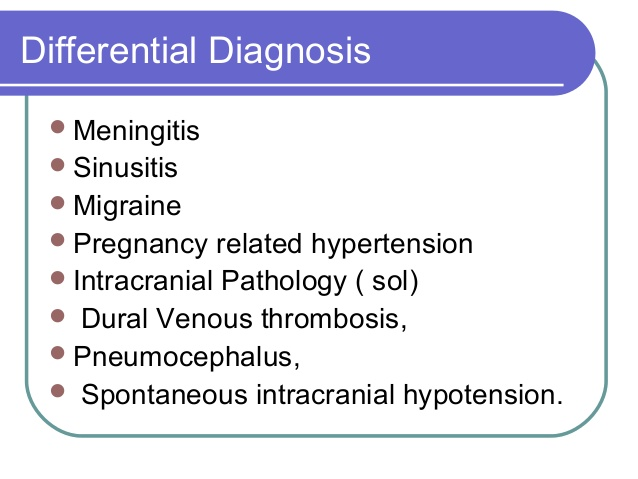 Differential Diagnosis
Meningitis
Sinusitis
Migraine
Pregnancy related hypertension
Intracranial Pathology ( sol)
Dural Venous thrombosis,
Pneumocephalus,
Spontaneous intracranial hypotension.